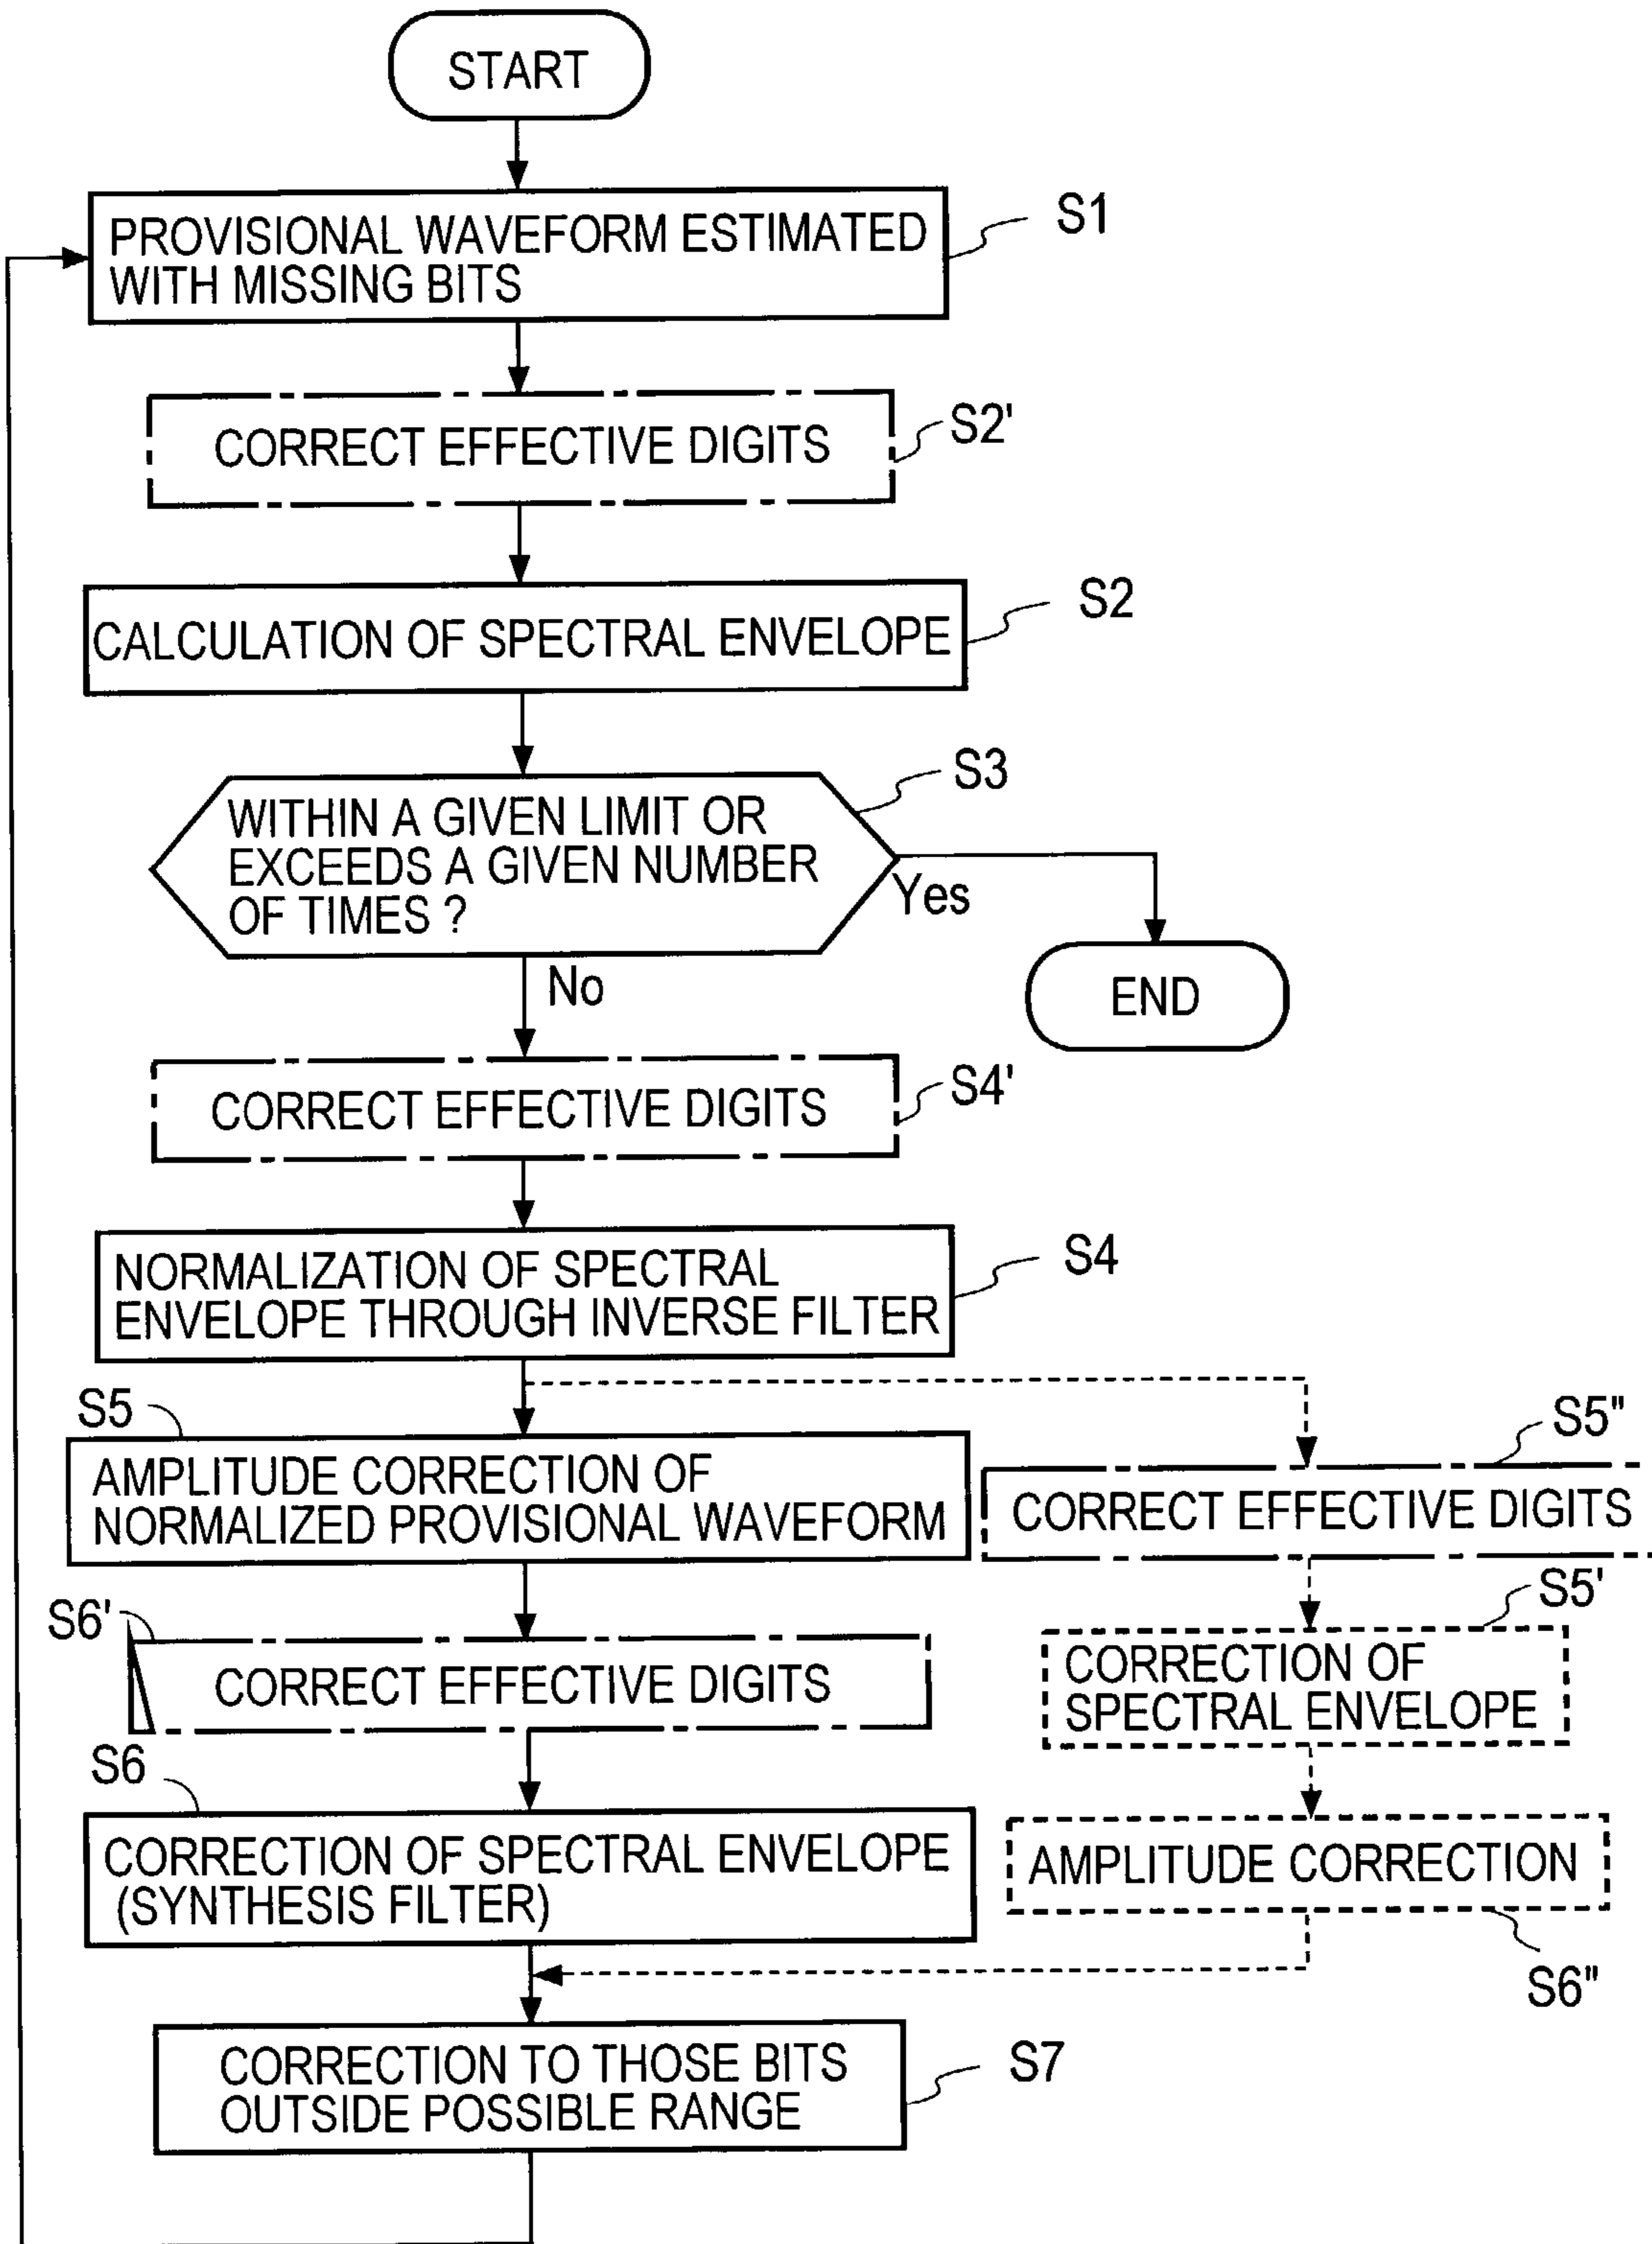 START
PROVISIONAL WAVEFORM ESTIMATED
WITH MISSING BITS
S1
CORRECT EFFECTIVE DIGITS
S2'
CALCULATION OF SPECTRAL ENVELOPE
S2
WITHIN A GIVEN LIMIT OR
EXCEEDS A GIVEN NUMBER
OF TIMES ?
S3
Yes
END
No
CORRECT EFFECTIVE DIGITS
S4'
NORMALIZATION OF SPECTRAL
ENVELOPE THROUGH INVERSE FILTER
S4
S5
AMPLITUDE CORRECTION OF
NORMALIZED PROVISIONAL WAVEFORM
S5"
CORRECT EFFECTIVE DIGITS
S6'
CORRECT EFFECTIVE DIGITS
S5'
CORRECTION OF
SPECTRAL ENVELOPE
S6
CORRECTION OF SPECTRAL ENVELOPE
(SYNTHESIS FILTER)
AMPLITUDE CORRECTION
S6"
CORRECTION TO THOSE BITS
OUTSIDE POSSIBLE RANGE
S7